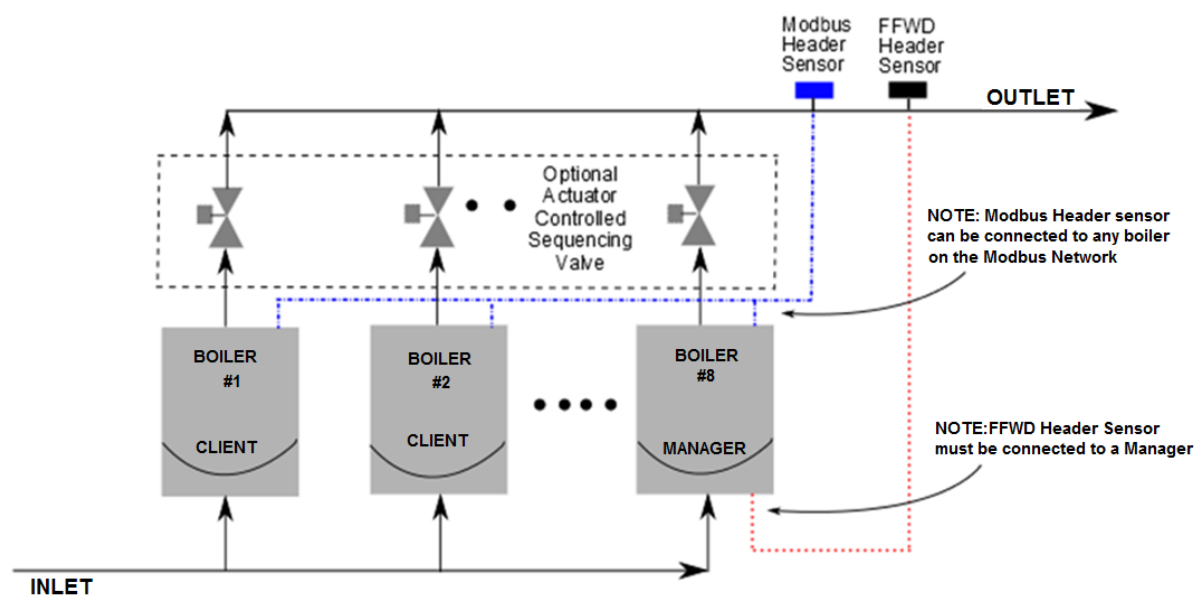 Modbus
Header
Sensor
FFWD
Header
Sensor
OUTLET
Optional
Actuator
Controlled
Sequencing
Valve
NOTE: Modbus Header sensor
can be connected to any boiler
on the Modbus Network
BOILER
#1
CLIENT
BOILER
#2
CLIENT
BOILER
#8
MANAGER
NOTE:FFWD Header Sensor
must be connected to a Manager
INLET